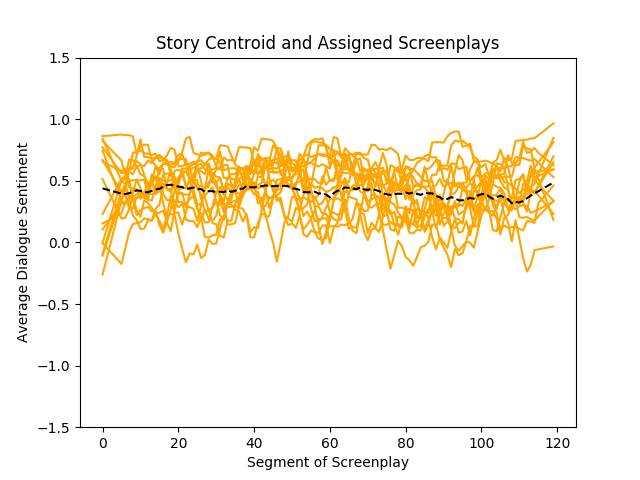 Story Centroid and Assigned Screenplays
1.5
1.0
0.5
0.0
−0.5
−1.0
−1.5
Average Dialogue Sentiment
0 20 40 60 80 100 120
Segment of Screenplay